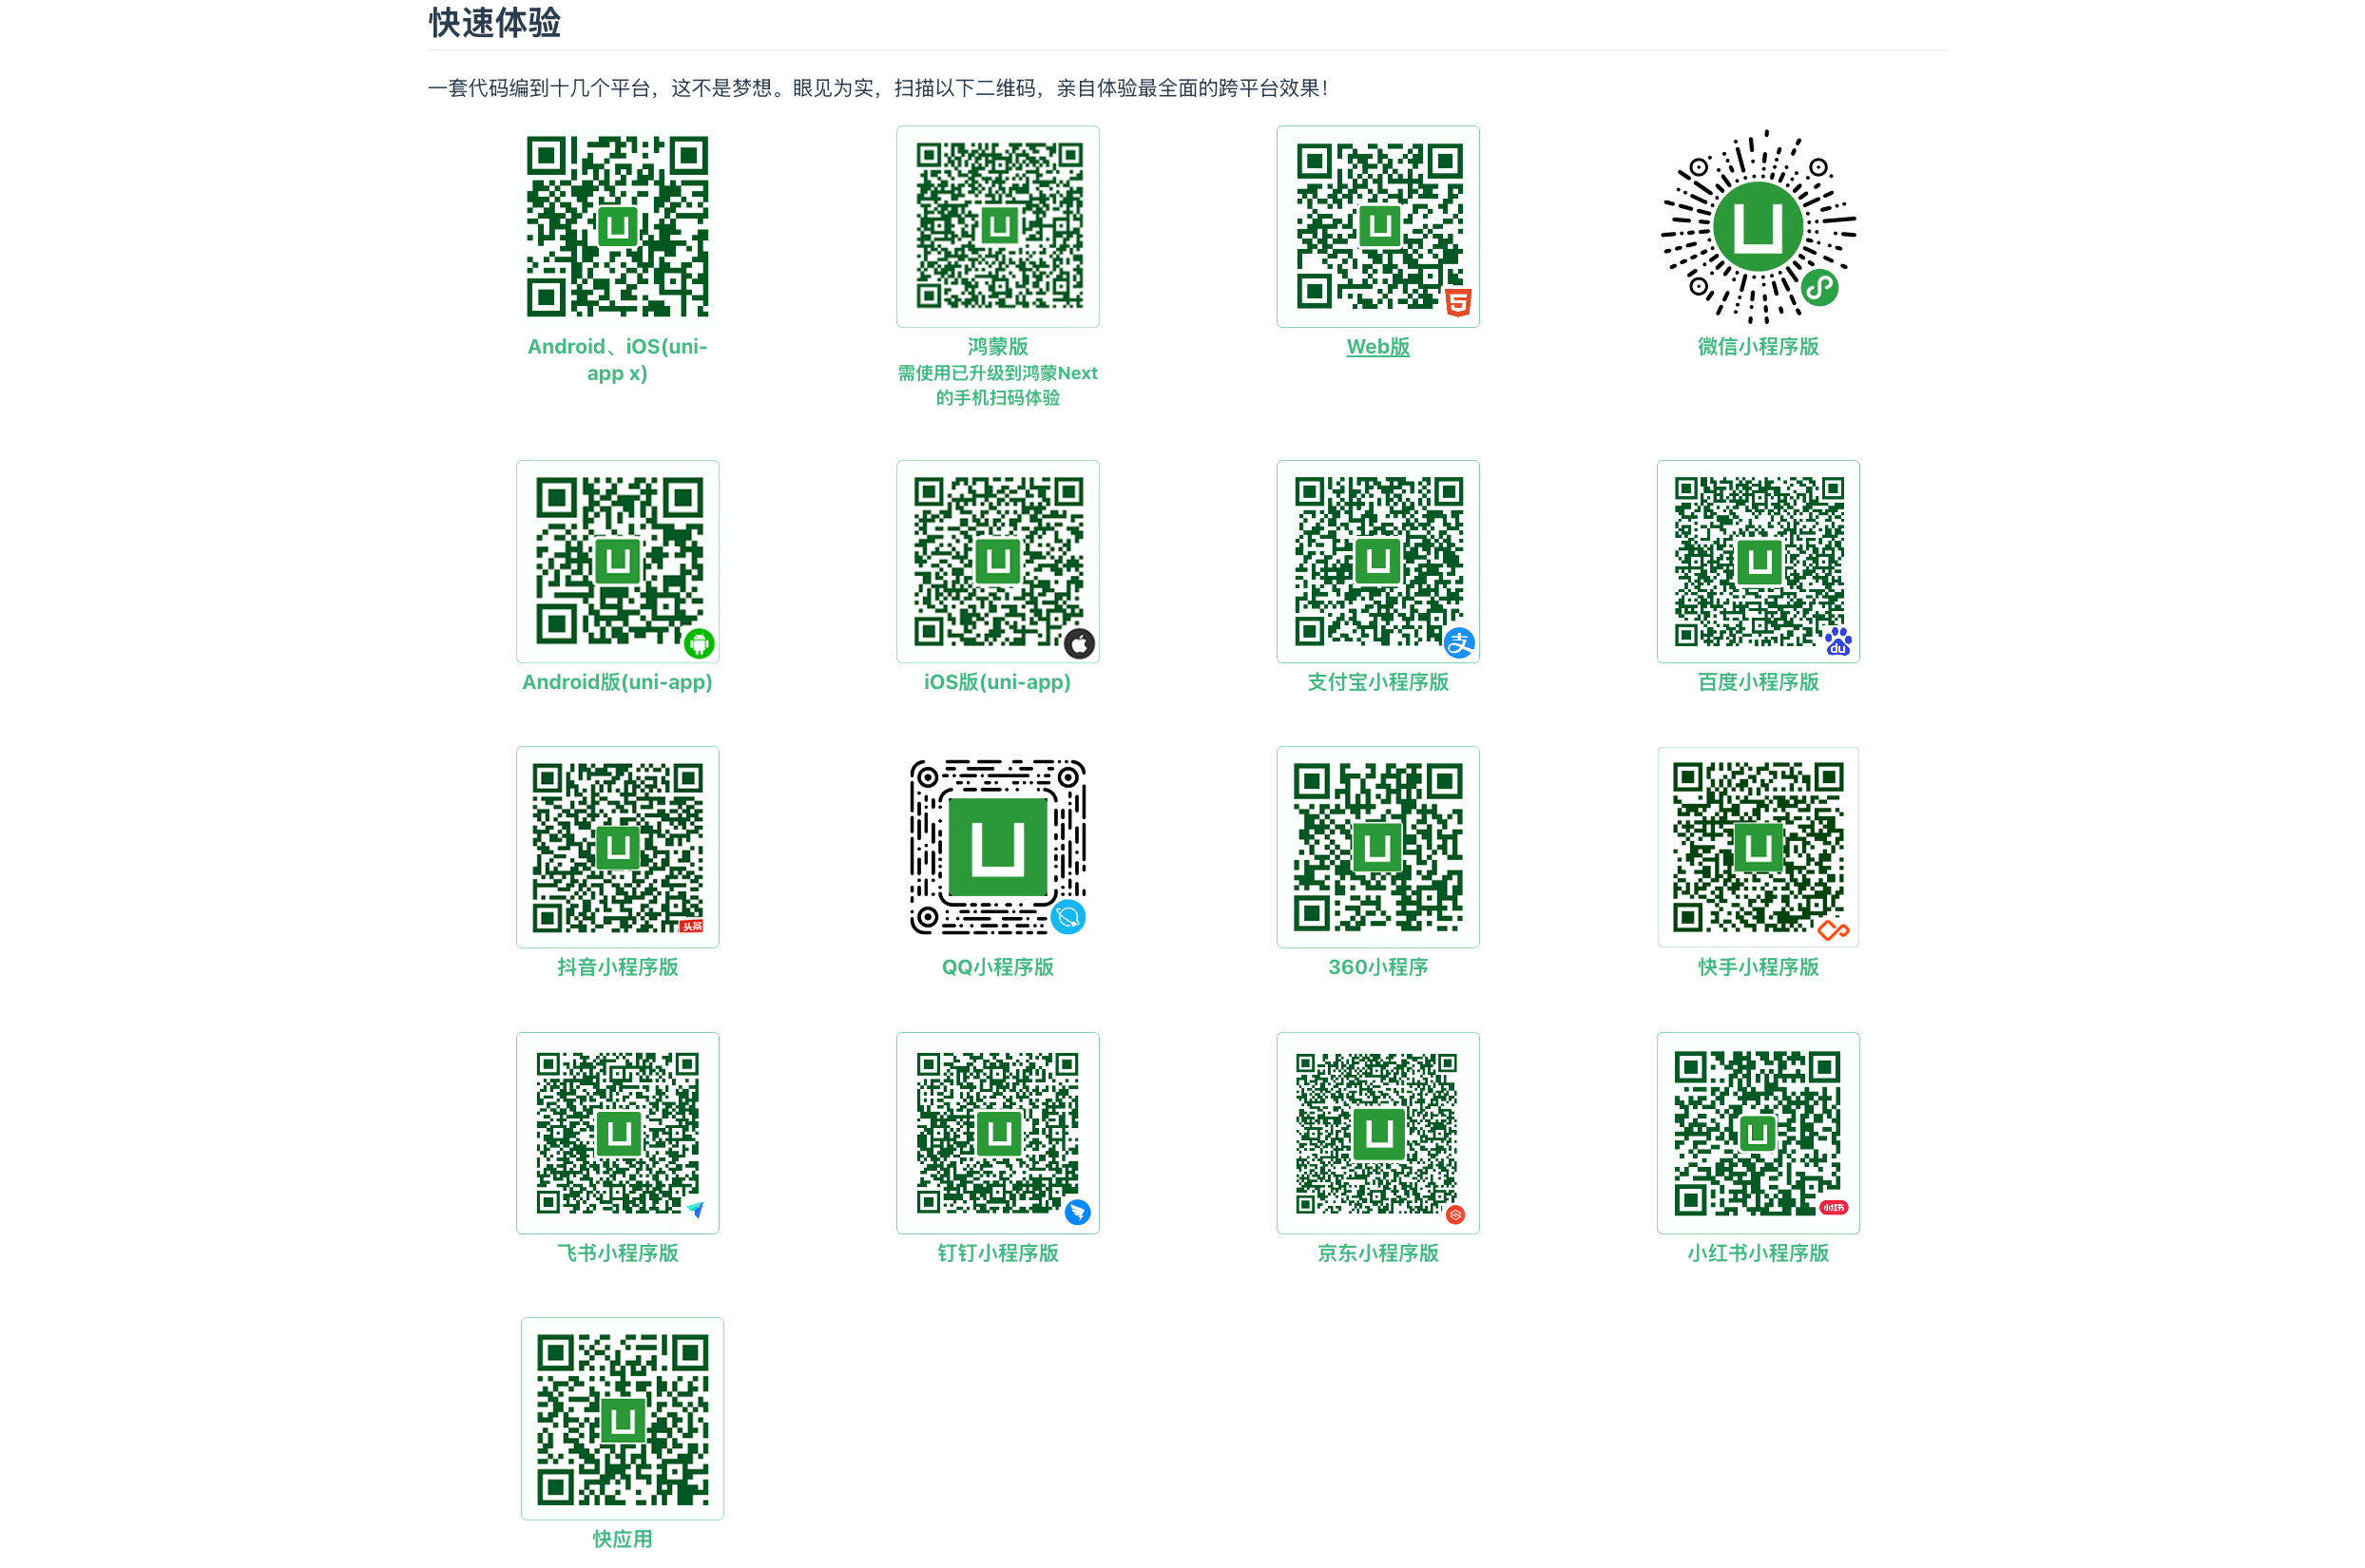 快速体验
一套代码编到十几个平台，这不是梦想。眼见为实，扫描以下二维码，亲自体验最全面的跨平台效果！
Android、iOS(uni-
app x)
鸿蒙版
需使用已升级到鸿蒙Next
的手机扫码体验
Web版
微信小程序版
Android版(uni-app)
iOS版(uni-app)
支
支付宝小程序版
du
百度小程序版
头条
抖音小程序版
QQ小程序版
360小程序
快手小程序版
飞书小程序版
钉钉小程序版
京东小程序版
小红书
小红书小程序版
快应用